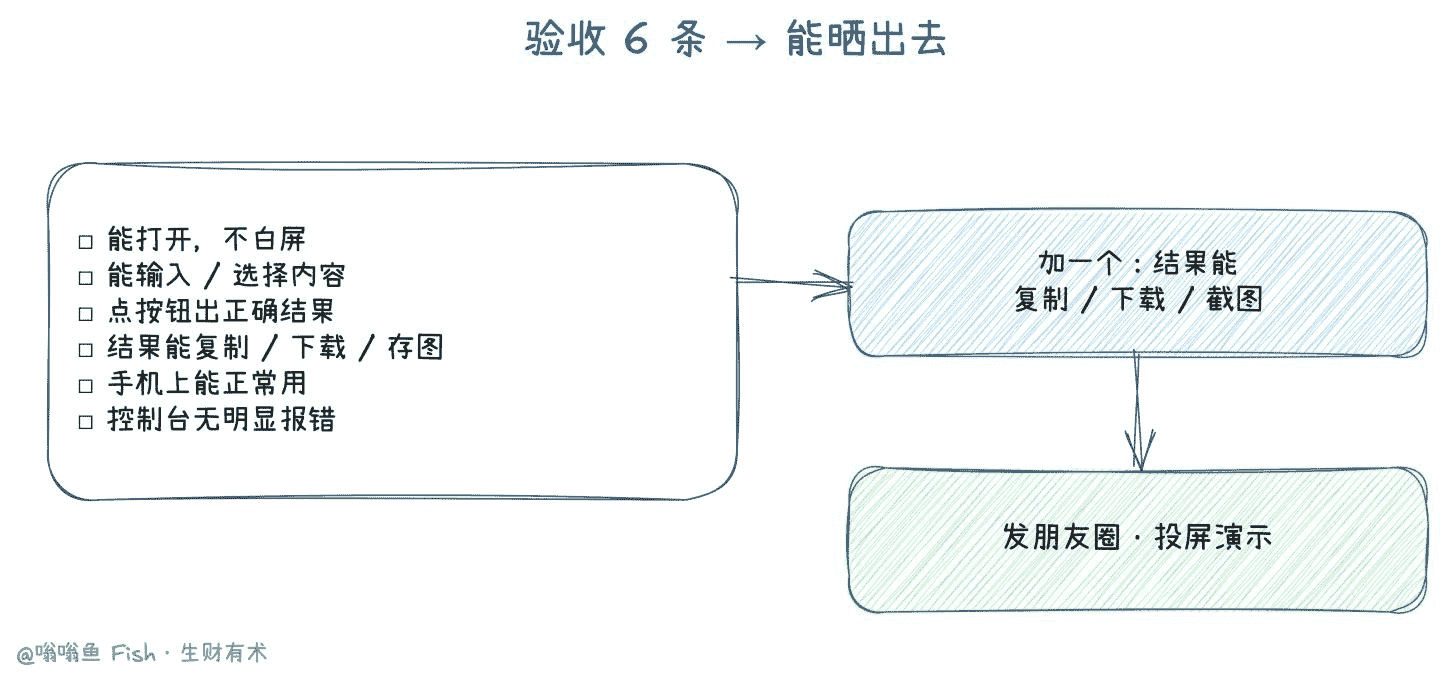 验收 6 条 → 能晒出去
□ 能打开，不白屏
□ 能输入 / 选择内容
□ 点按钮出正确结果
□ 结果能复制 / 下载 / 存图
□ 手机上能正常用
□ 控制台无明显报错
加一个：结果能
复制 / 下载 / 截图
发朋友圈 · 投屏演示
@嗡嗡鱼 Fish · 生财有术